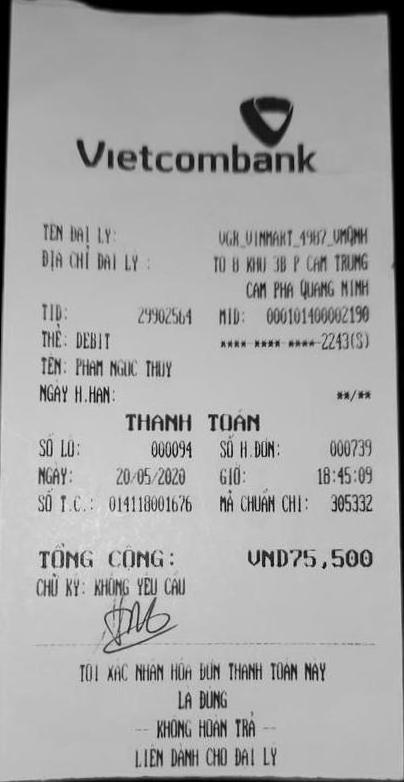 Vietcombank
TÊN ĐẠI LÝ: VGR_VINMART_4987_VMQNH
ĐỊA CHỈ ĐẠI LÝ : TO 8 KHU 3B P CAM TRUNG
CAM PHA QUANG NINH
TID: 29902564 MID: 000101400002190
THẺ: DEBIT **** **** **** 2243(S)
TÊN: PHAM NGUC THUY
NGÀY H.HẠN: **/**
THANH TOÁN
SỐ LÔ: 000094 SỐ H.ĐƠN: 000739
NGÀY: 20/05/2020 GIỜ: 18:45:09
SỐ T.C.: 014118001676 MÃ CHUẨN CHI: 305332
TỔNG CỘNG: VND75,500
CHỮ KÝ: KHÔNG YÊU CẦU
TÔI XÁC NHẬN HÓA ĐƠN THANH TOÁN NÀY
LÀ ĐÚNG
-- KHÔNG HOÀN TRẢ --
LIÊN DÀNH CHO ĐẠI LÝ